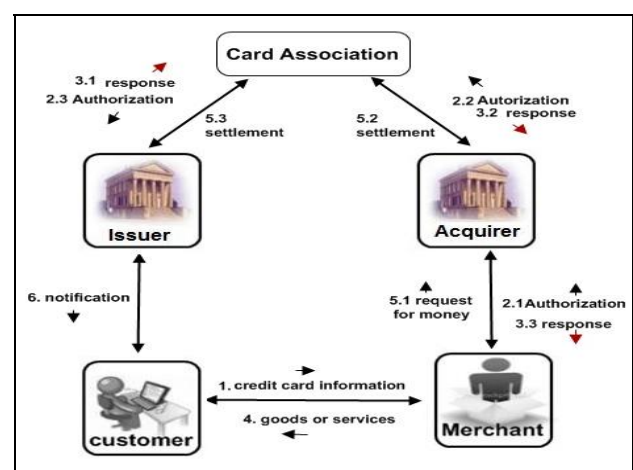 Card Association
3.1 response
2.3 Authorization
5.3
settlement
5.2
settlement
2.2 Autorization
3.2 response
Issuer
Acquirer
6. notification
5.1 request
for money
2.1Authorization
3.3 response
1. credit card information
4. goods or services
customer
Merchant